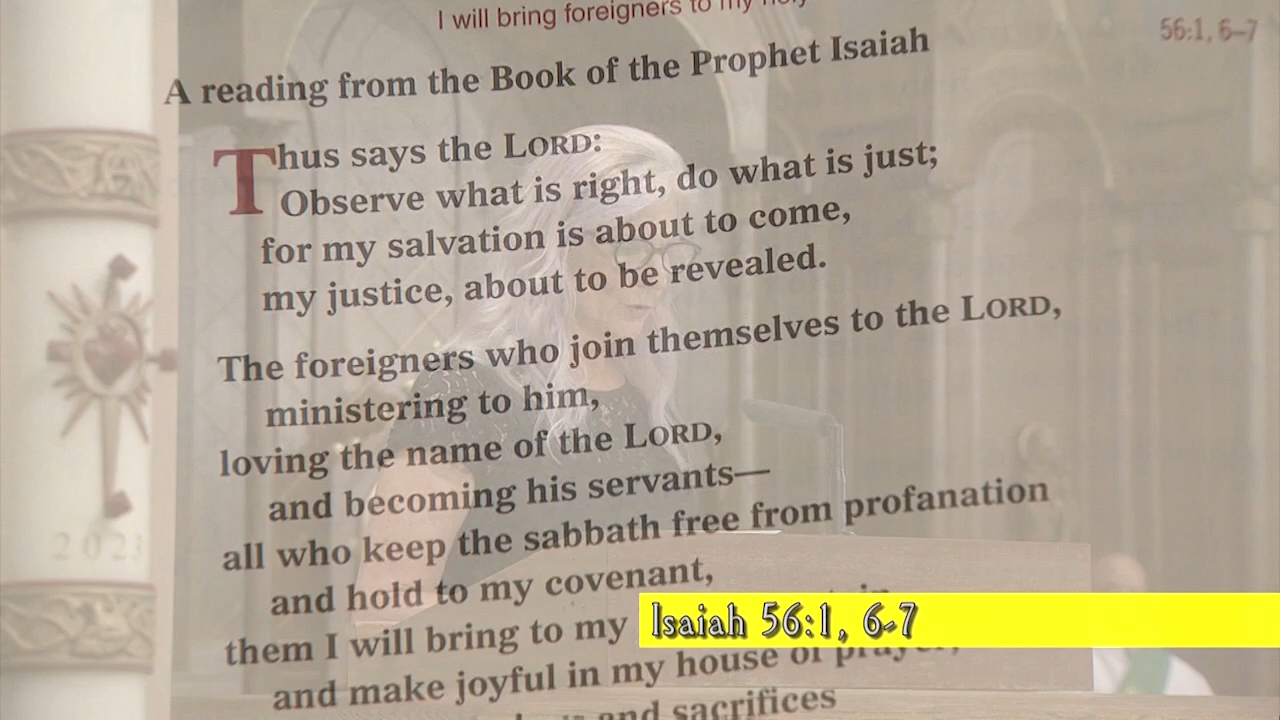 I will bring foreigners to my holy
56:1, 6–7
A reading from the Book of the Prophet Isaiah
Thus says the LORD:
Observe what is right, do what is just;
for my salvation is about to come,
my justice, about to be revealed.
The foreigners who join themselves to the LORD,
ministering to him,
loving the name of the LORD,
and becoming his servants—
all who keep the sabbath free from profanation
and hold to my covenant,
them I will bring to my
Isaiah 56:1, 6-7
and make joyful in my house of prayer,
and sacrifices
2023